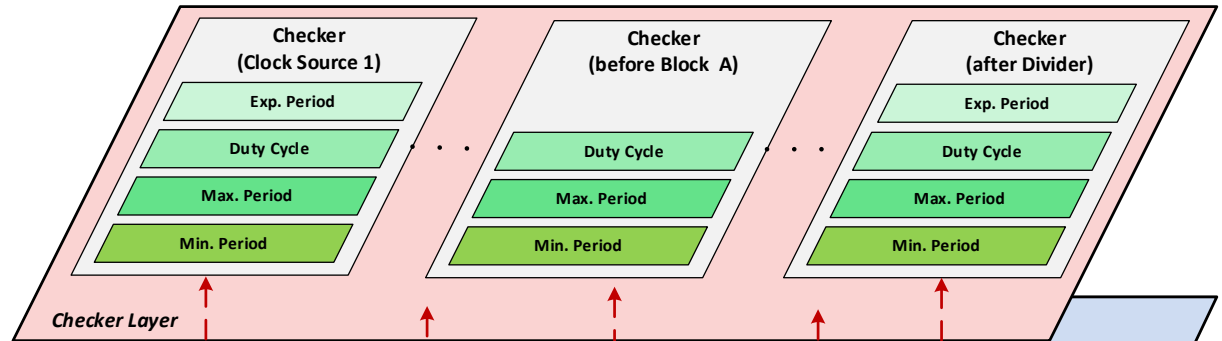 Checker
(Clock Source 1)
Exp. Period
Duty Cycle
Max. Period
Min. Period
. . .
Checker
(before Block A)
Duty Cycle
Max. Period
Min. Period
. . .
Checker
(after Divider)
Exp. Period
Duty Cycle
Max. Period
Min. Period
Checker Layer